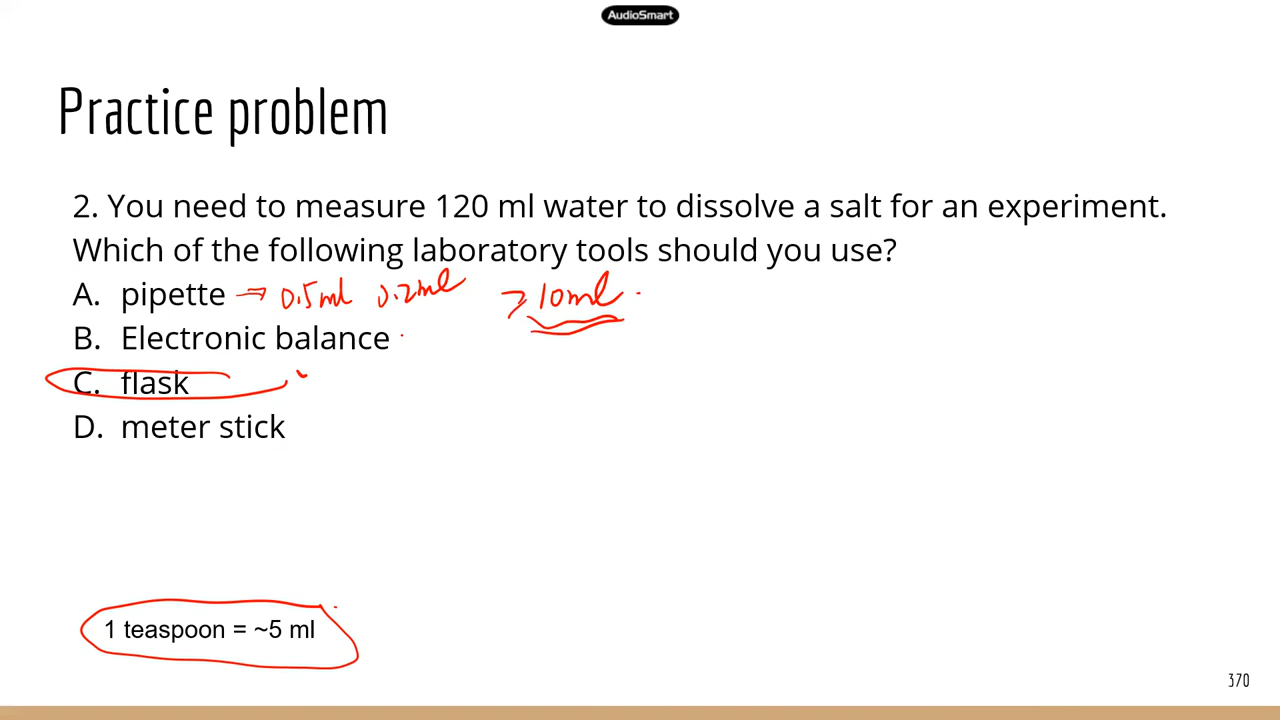 AudioSmart
Practice problem
2. You need to measure 120 ml water to dissolve a salt for an experiment.
Which of the following laboratory tools should you use?
A. pipette → 0.5ml 0.2ml >10ml.
B. Electronic balance
C. flask
D. meter stick
1 teaspoon = ~5 ml
370